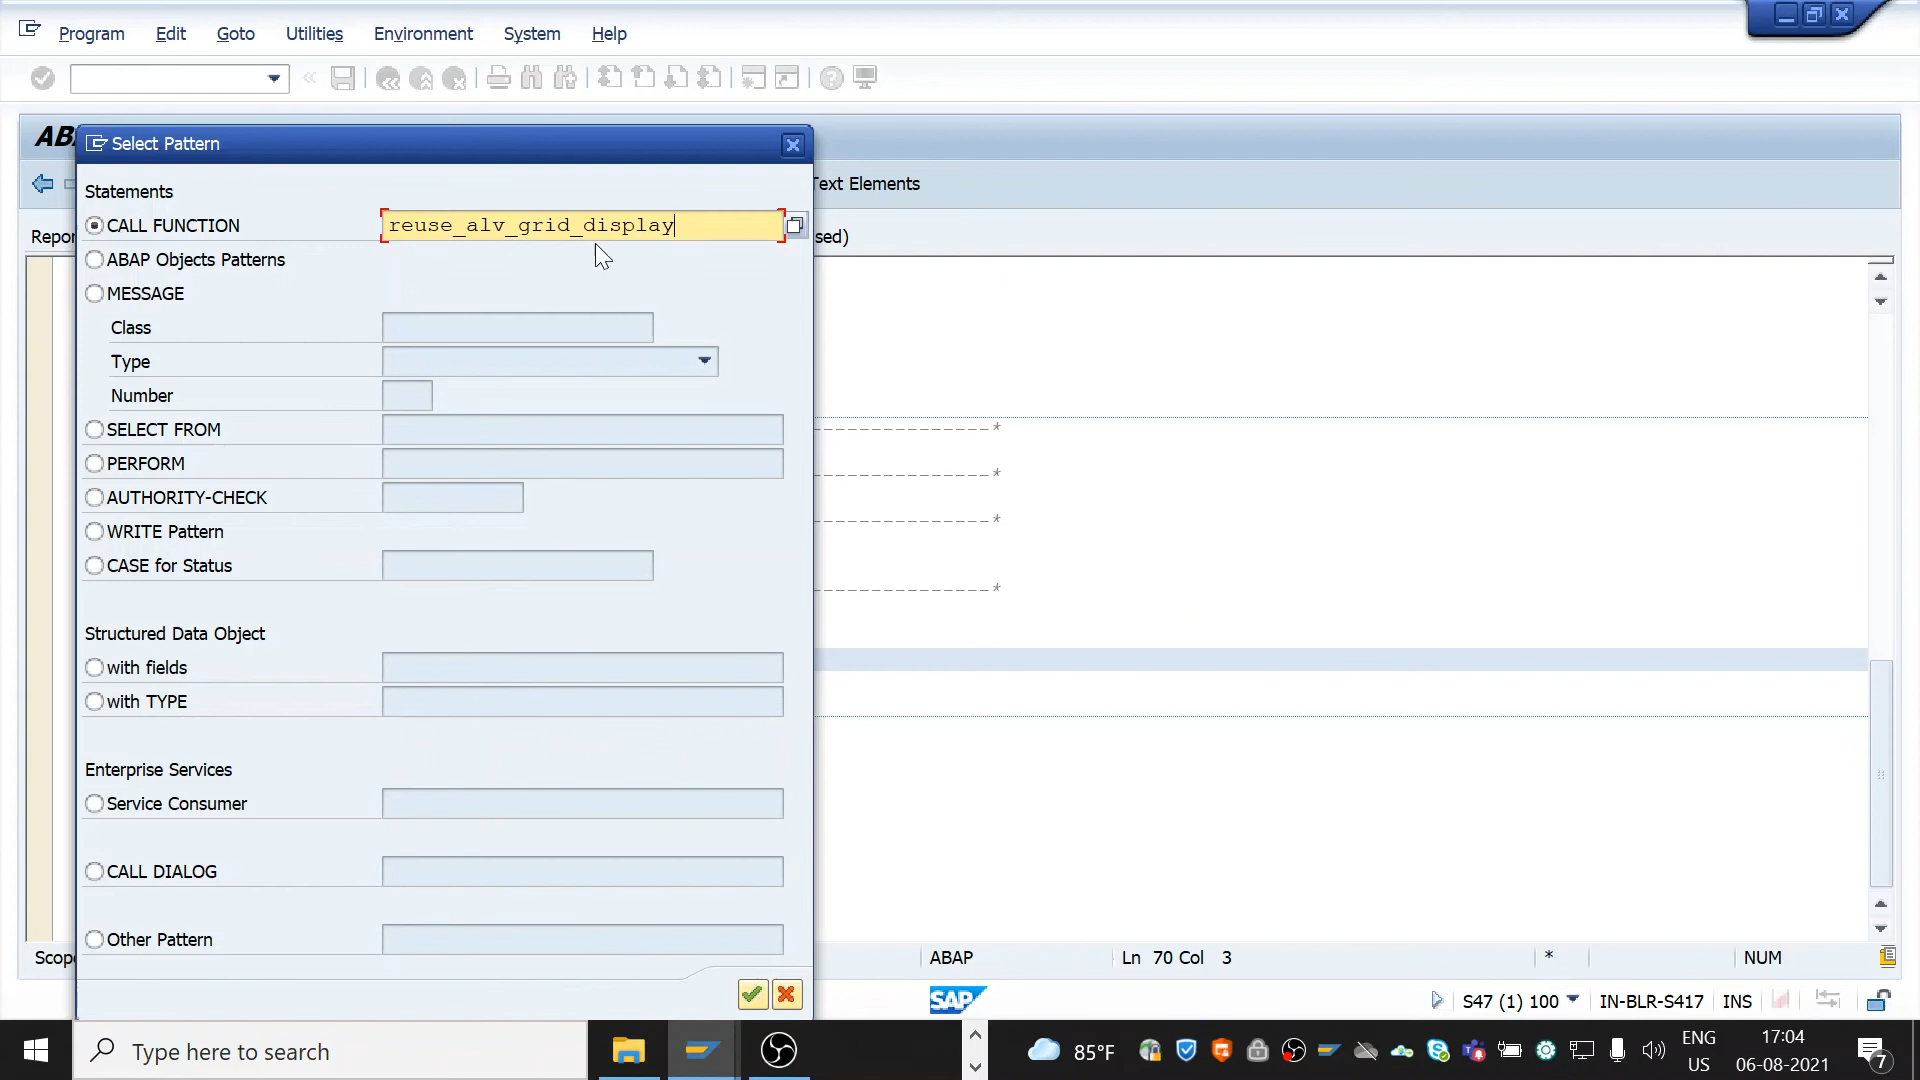 Program Edit Goto Utilities Environment System Help
Select Pattern
Statements
Text Elements
CALL FUNCTION reuse_alv_grid_display
Repor sed)
ABAP Objects Patterns
MESSAGE
Class
Type
Number
SELECT FROM
-------------*
PERFORM
-------------*
AUTHORITY-CHECK
-------------*
WRITE Pattern
CASE for Status
-------------*
Structured Data Object
with fields
with TYPE
Enterprise Services
Service Consumer
CALL DIALOG
Other Pattern
Scope ABAP Ln 70 Col 3 * NUM
SAP S47 (1) 100 IN-BLR-S417 INS
Type here to search 85°F ENG 17:04
US 06-08-2021 7